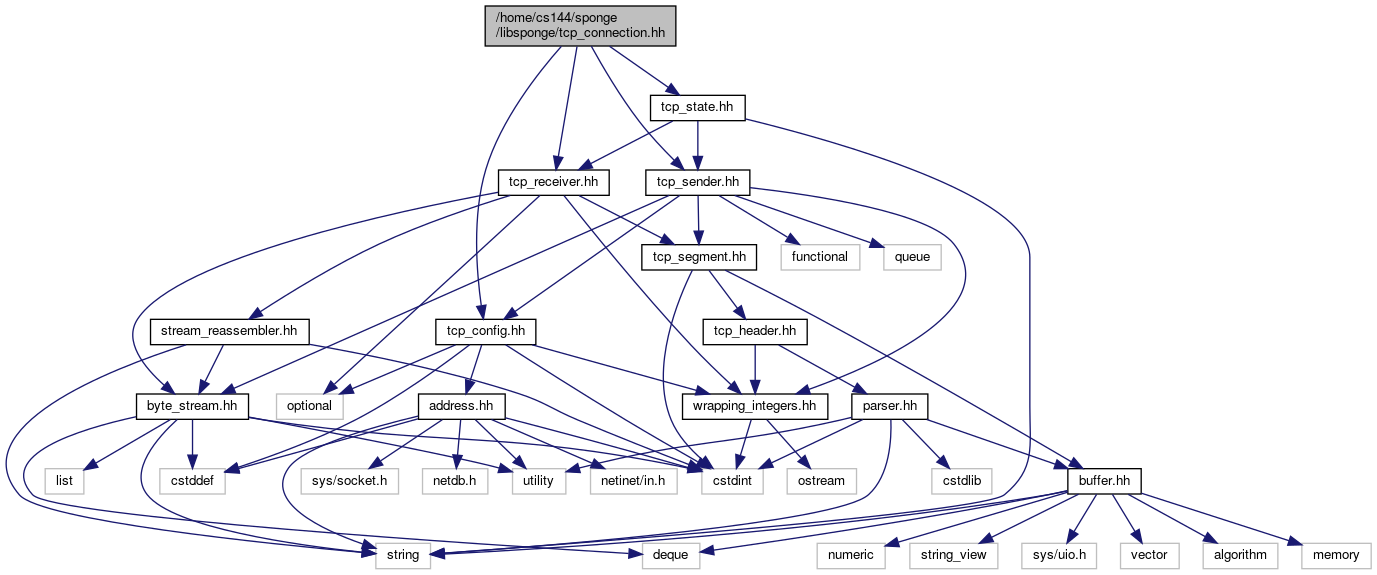 /home/cs144/sponge
/libsponge/tcp_connection.hh
tcp_state.hh
tcp_receiver.hh
tcp_sender.hh
tcp_segment.hh
functional
queue
stream_reassembler.hh
tcp_config.hh
tcp_header.hh
byte_stream.hh
optional
address.hh
wrapping_integers.hh
parser.hh
list
cstddef
sys/socket.h
netdb.h
utility
netinet/in.h
cstdint
ostream
cstdlib
buffer.hh
string
deque
numeric
string_view
sys/uio.h
vector
algorithm
memory